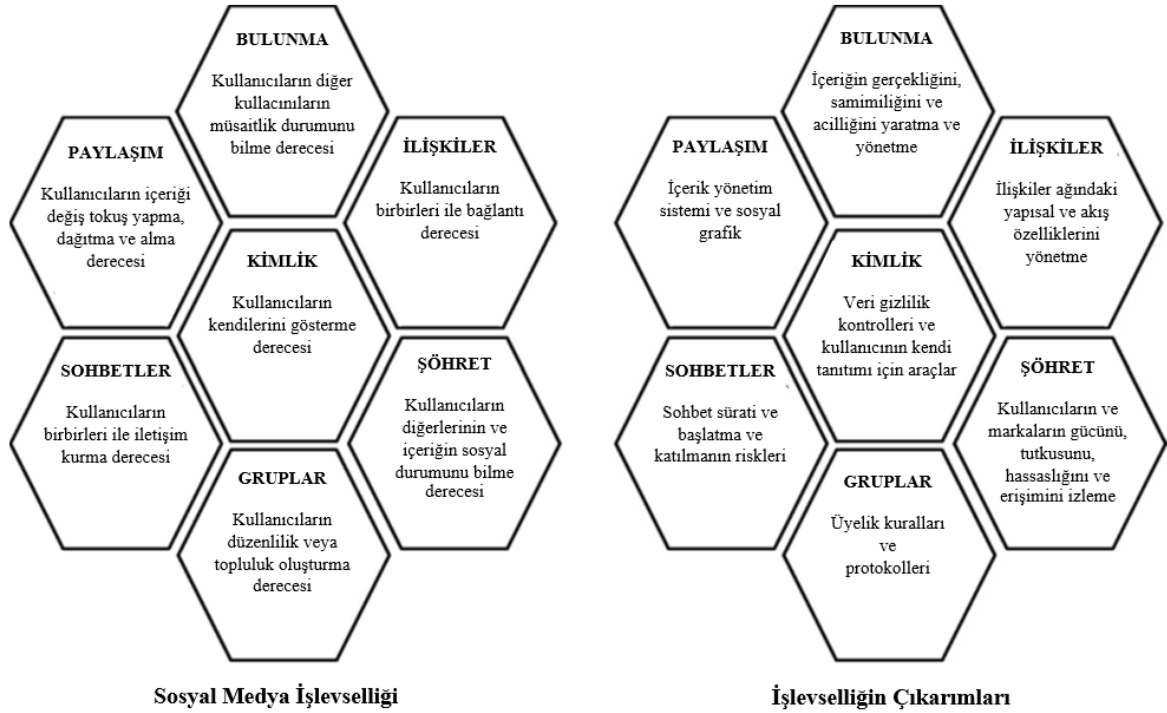 BULUNMA
Kullanıcıların diğer
kullacınıların
müsaitlik durumunu
bilme derecesi
PAYLAŞIM
Kullanıcıların içeriği
değiş tokuş yapma,
dağıtma ve alma
derecesi
İLİŞKİLER
Kullanıcıların
birbirleri ile bağlantı
derecesi
KİMLİK
Kullanıcıların
kendilerini gösterme
derecesi
SOHBETLER
Kullanıcıların
birbirleri ile iletişim
kurma derecesi
ŞÖHRET
Kullanıcıların
diğerlerinin ve
içeriğin sosyal
durumunu bilme
derecesi
GRUPLAR
Kullanıcıların
düzenlilik veya
topluluk oluşturma
derecesi
Sosyal Medya İşlevselliği
BULUNMA
İçeriğin gerçekliğini,
samimiliğini ve
acilliğini yaratma ve
yönetme
PAYLAŞIM
İçerik yönetim
sistemi ve sosyal
grafik
İLİŞKİLER
İlişkiler ağındaki
yapısal ve akış
özelliklerini
yönetme
KİMLİK
Veri gizlilik
kontrolleri ve
kullanıcının kendi
tanıtımı için araçlar
SOHBETLER
Sohbet sürati ve
başlatma ve
katılmanın riskleri
ŞÖHRET
Kullanıcıların ve
markaların gücünü,
tutkusunu,
hassaslığını ve
erişimini izleme
GRUPLAR
Üyelik kuralları
ve
protokolleri
İşlevselliğin Çıkarımları